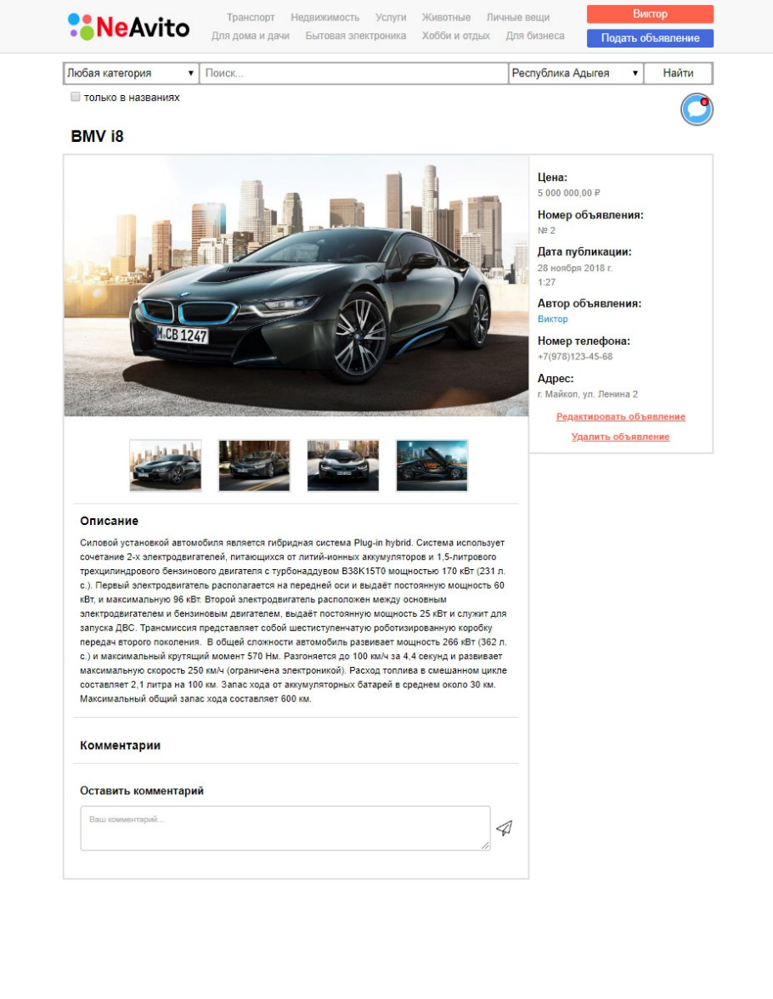 NeAvito
Транспорт Недвижимость Услуги Животные Личные вещи
Для дома и дачи Бытовая электроника Хобби и отдых Для бизнеса
Виктор
Подать объявление
Любая категория
Поиск...
Республика Адыгея
Найти
только в названиях
BMV i8
M CB 1247
Цена:
5 000 000,00 ₽
Номер объявления:
№ 2
Дата публикации:
28 ноября 2018 г.
1:27
Автор объявления:
Виктор
Номер телефона:
+7(978)123-45-68
Адрес:
г. Майкоп, ул. Ленина 2
Редактировать объявление
Удалить объявление
Описание
Силовой установкой автомобиля является гибридная система Plug-in hybrid. Система использует
сочетание 2-х электродвигателей, питающихся от литий-ионных аккумуляторов и 1,5-литрового
трехцилиндрового бензинового двигателя с турбонаддувом B38K15T0 мощностью 170 кВт (231 л.
с.). Первый электродвигатель располагается на передней оси и выдаёт постоянную мощность 60
кВт, и максимальную 96 кВт. Второй электродвигатель расположен между основным
электродвигателем и бензиновым двигателем, выдаёт постоянную мощность 25 кВт и служит для
запуска ДВС. Трансмиссия представляет собой шестиступенчатую роботизированную коробку
передач второго поколения. В общей сложности автомобиль развивает мощность 266 кВт (362 л.
с.) и максимальный крутящий момент 570 Нм. Разгоняется до 100 км/ч за 4,4 секунд и развивает
максимальную скорость 250 км/ч (ограничена электроникой). Расход топлива в смешанном цикле
составляет 2,1 литра на 100 км. Запас хода от аккумуляторных батарей в среднем около 30 км.
Максимальный общий запас хода составляет 600 км.
Комментарии
Оставить комментарий
Ваш комментарий...